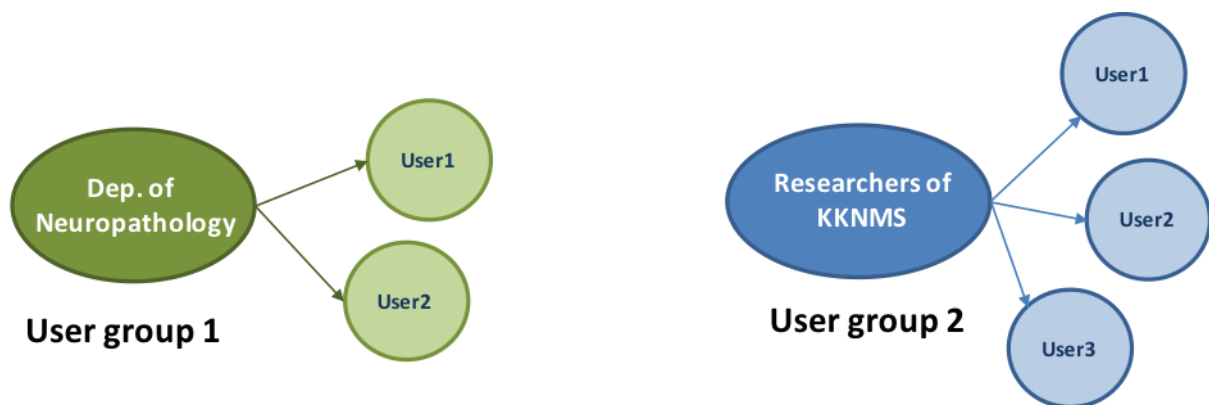 Dep. of
Neuropathology
User1
User2
User group 1
Researchers of
KKNMS
User1
User2
User3
User group 2